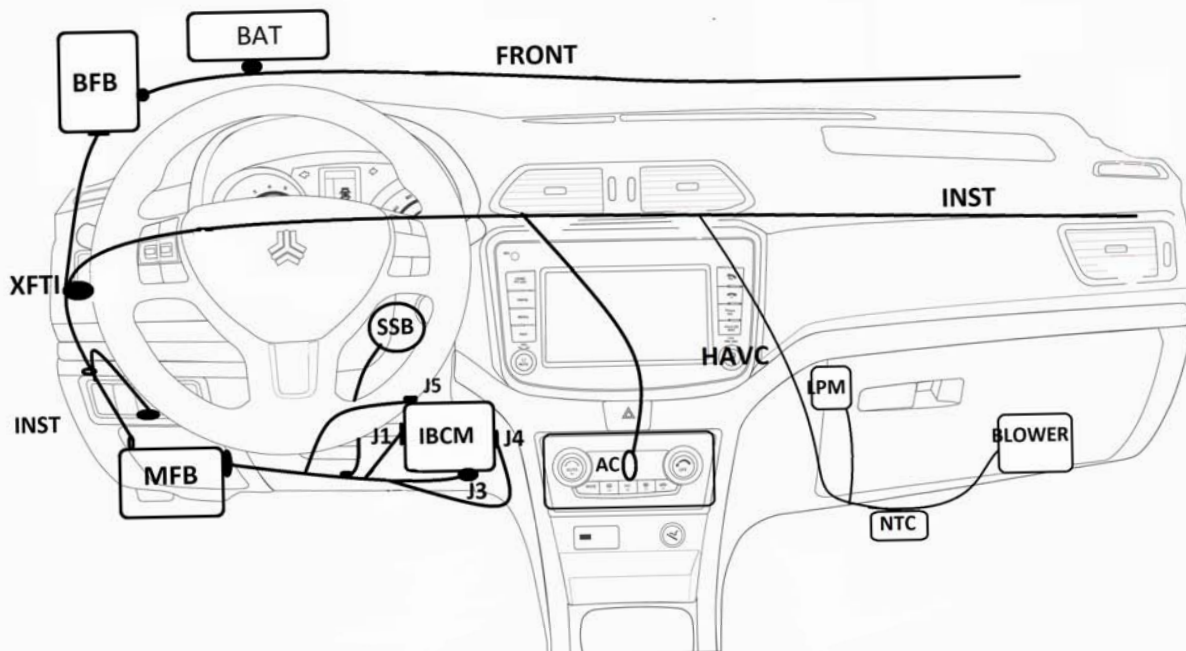 BAT
BFB
FRONT
INST
XFTI
SSB
HAVC
J5
LPM
INST
J1
IBCM
J4
BLOWER
MFB
AC
J3
NTC